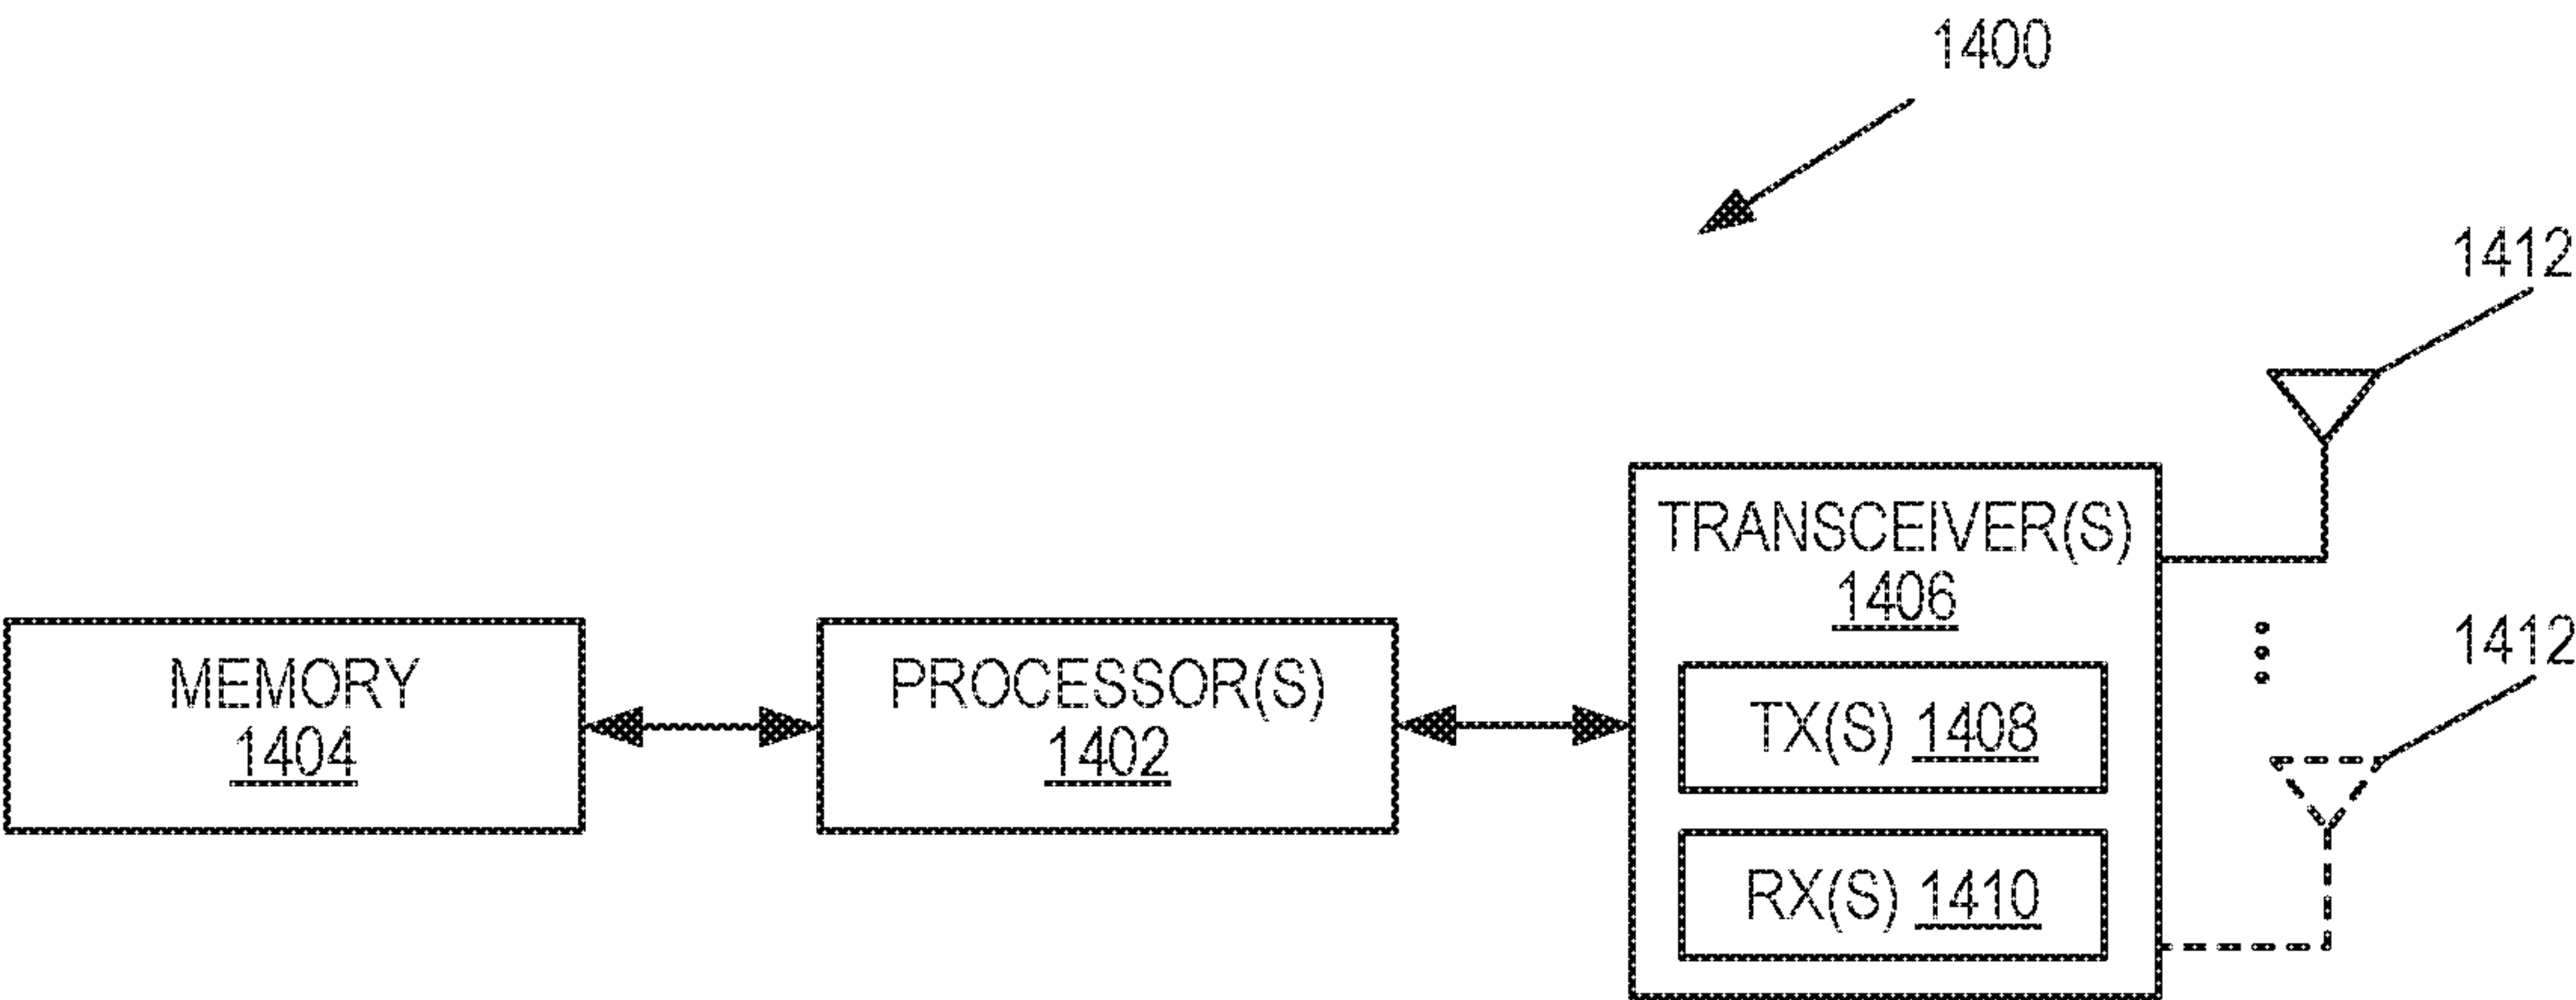 1400
1412
TRANSCEIVER(S)
1406
1412
MEMORY
1404
PROCESSOR(S)
1402
TX(S) 1408
RX(S) 1410